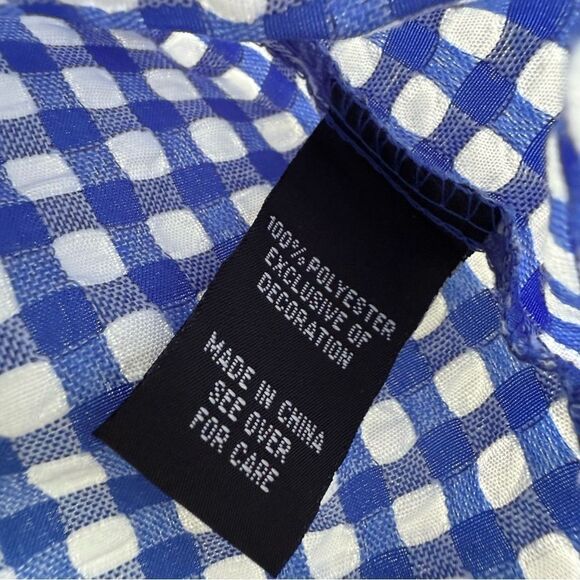 100% POLYESTER
EXCLUSIVE OF
DECORATION
MADE IN CHINA
SEE OVER
FOR CARE